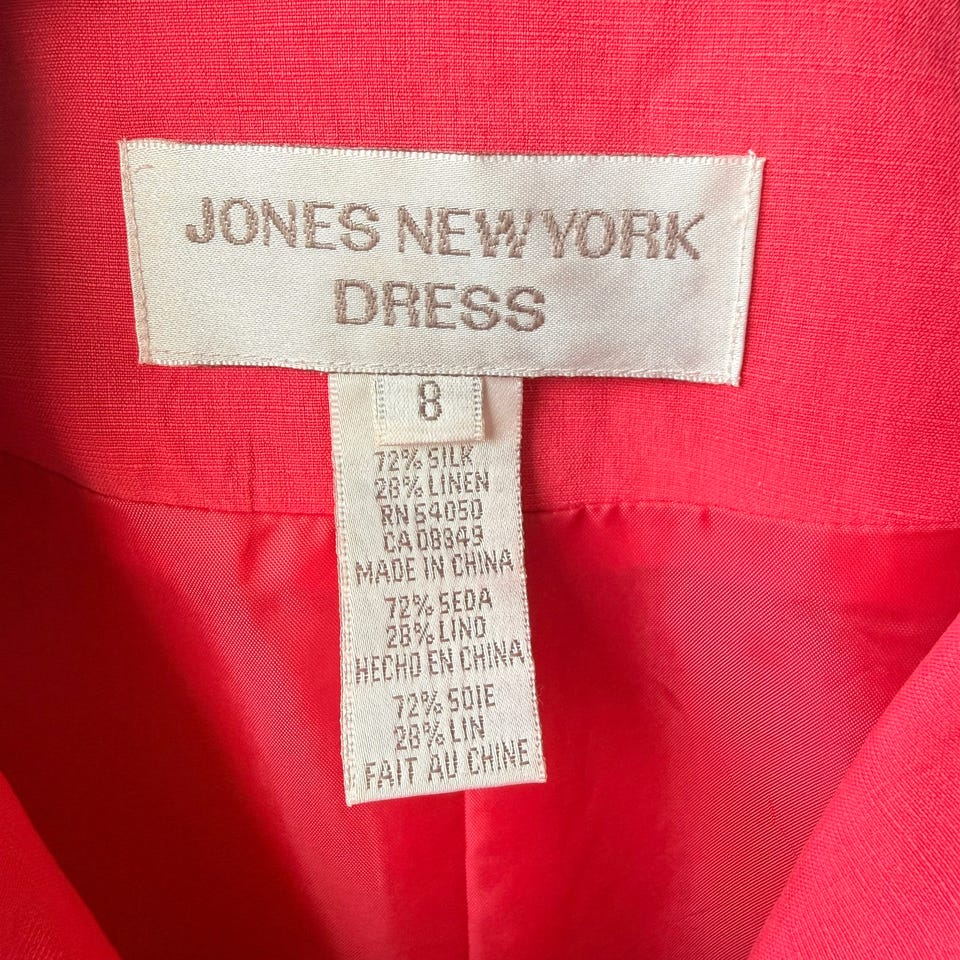 JONES NEW YORK
DRESS
8
72% SILK
28% LINEN
RN 54050
CA 08849
MADE IN CHINA
72% SEDA
28% LINO
HECHO EN CHINA
72% SOIE
28% LIN
FAIT AU CHINE